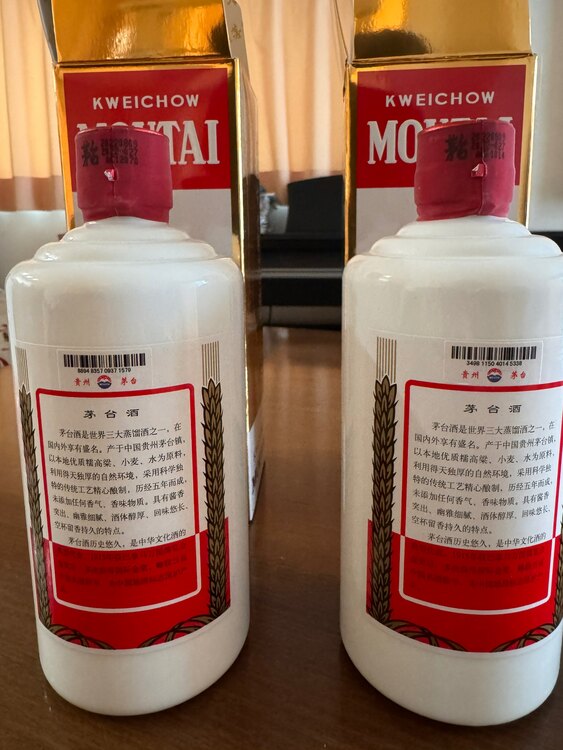 KWEICHOW
MOUTAI
8894 8357 0937 1579
贵州 茅台
茅台酒
茅台酒是世界三大蒸馏酒之一，在
国内外享有盛名。产于中国贵州茅台镇，
以本地优质糯高粱、小麦、水为原料，
利用得天独厚的自然环境，采用科学独
特的传统工艺精心酿制，历经五年而成，
未添加任何香气、香味物质。具有酱香
突出、幽雅细腻、酒体醇厚、回味悠长、
空杯留香持久的特点。
茅台酒历史悠久，是中华文化酒的
KWEICHOW
3498 1150 4014 5338
贵州 茅台
茅台酒
茅台酒是世界三大蒸馏酒之一，在
国内外享有盛名。产于中国贵州茅台镇，
以本地优质糯高粱、小麦、水为原料，
利用得天独厚的自然环境，采用科学独
特的传统工艺精心酿制，历经五年而成，
未添加任何香气、香味物质。具有酱香
突出、幽雅细腻、酒体醇厚、回味悠长、
空杯留香持久的特点。
茅台酒历史悠久，是中华文化酒的